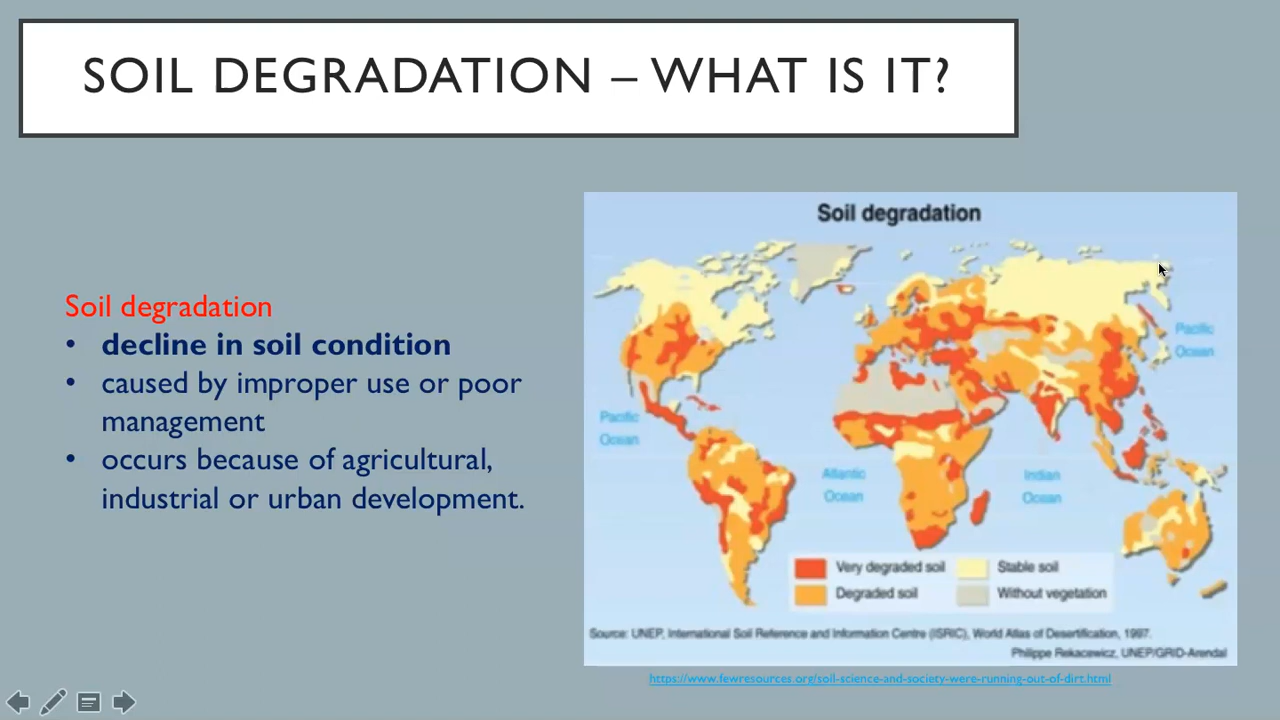 SOIL DEGRADATION – WHAT IS IT?
Soil degradation
• decline in soil condition
• caused by improper use or poor
management
• occurs because of agricultural,
industrial or urban development.
Soil degradation
Pacific
Ocean
Pacific
Ocean
Atlantic
Ocean
Indian
Ocean
Very degraded soil
Stable soil
Degraded soil
Without vegetation
Source: UNEP, International Soil Reference and Information Centre (ISRIC), World Atlas of Desertification, 1997.
Philippe Rekacewicz, UNEP/GRID-Arendal
https://www.fewresources.org/soil-science-and-society-were-running-out-of-dirt.html